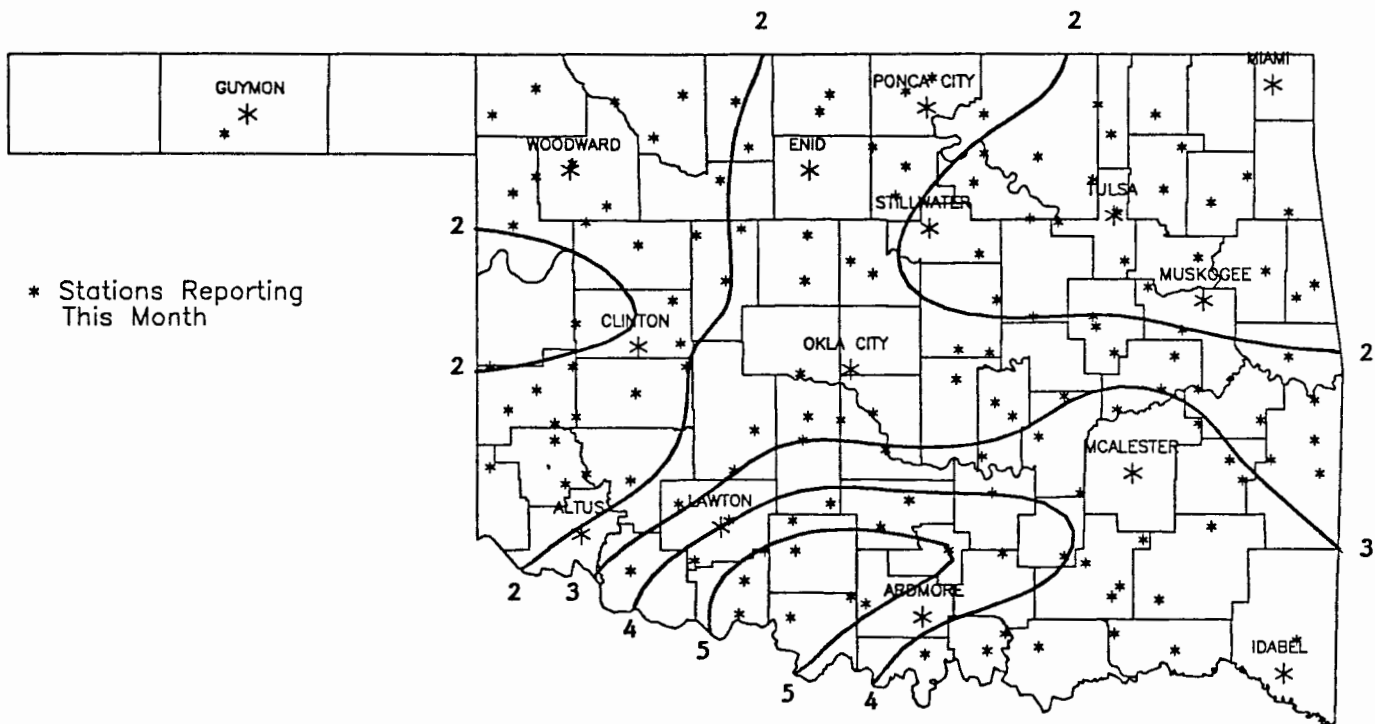 2 2
MIAMI
GUYMON
PONCA CITY
WOODWARD
ENID
TULSA
STILLWATER
2
* Stations Reporting
This Month
MUSKOGEE
CLINTON
OKLA CITY
2
2
MCALESTER
ALTUS
LAWTON
3
2 3
ARDMORE
4
5
IDABEL
5 4